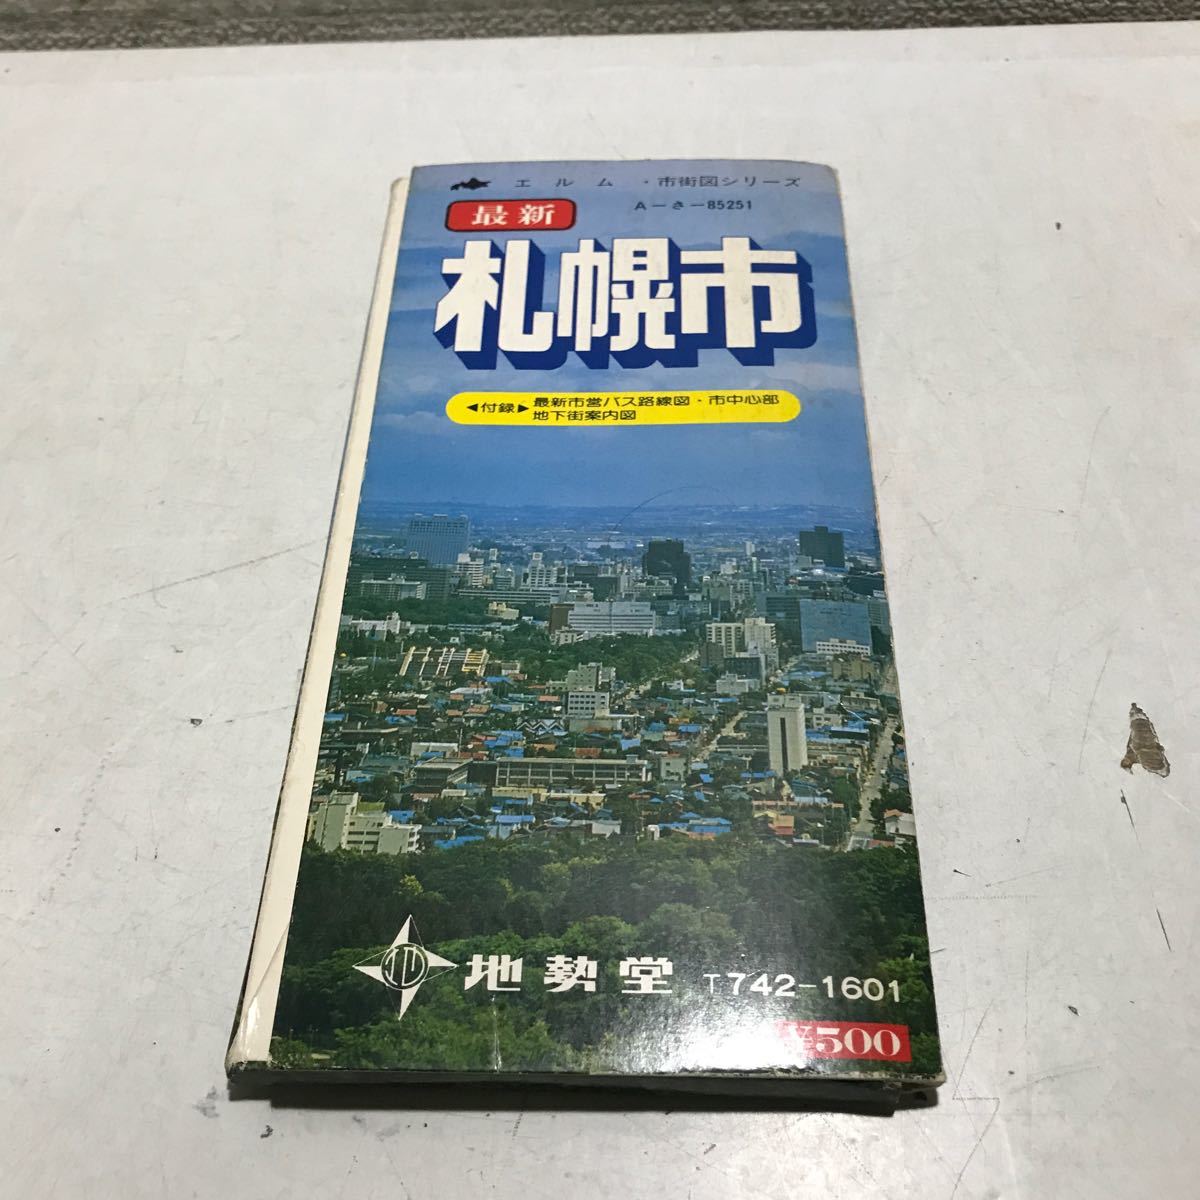 エルム・市街図シリーズ
A-さ-85251
最新
札幌市
◀付録▶ 最新市営バス路線図・市中心部
地下街案内図
地勢堂 T742-1601
¥500